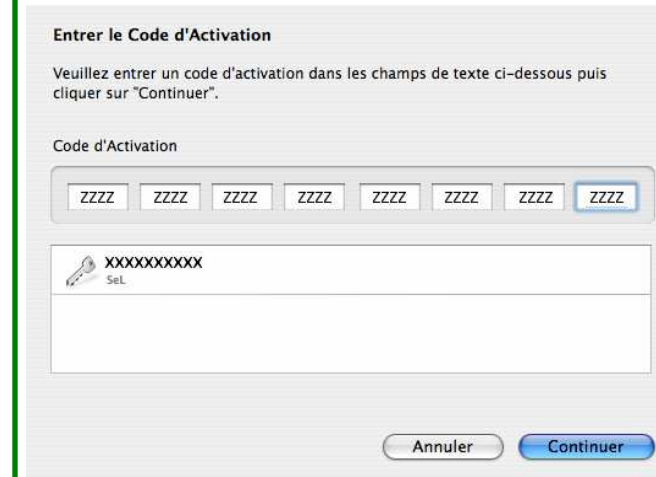 Entrer le Code d'Activation
Veuillez entrer un code d'activation dans les champs de texte ci-dessous puis
cliquer sur "Continuer".
Code d'Activation
ZZZZ ZZZZ ZZZZ ZZZZ ZZZZ ZZZZ ZZZZ ZZZZ
XXXXXXXXXX
SeL
Annuler Continuer